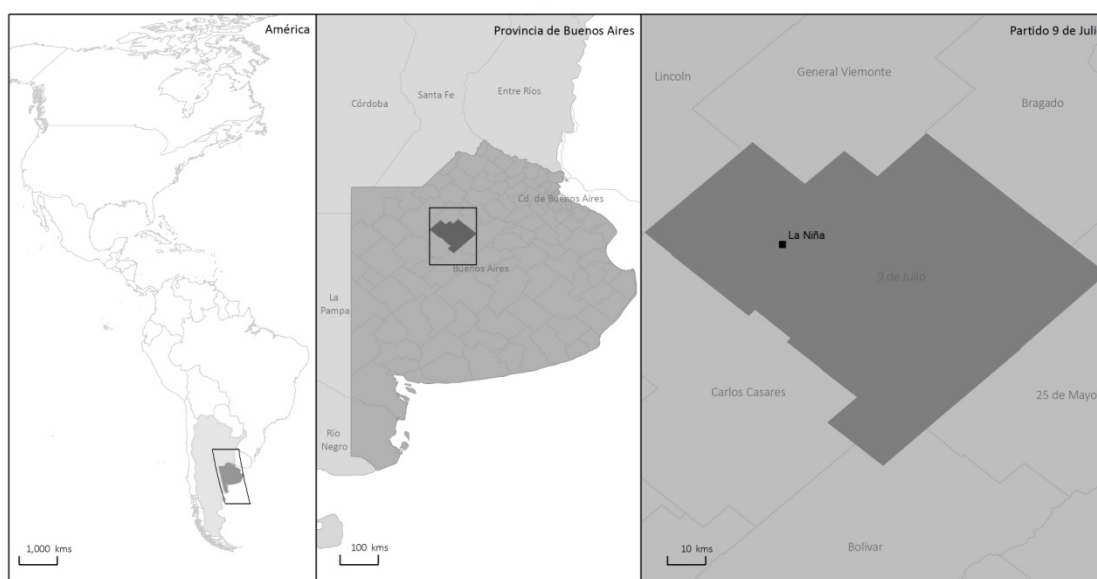 América
1,000 kms
Provincia de Buenos Aires
Córdoba
Santa Fe
Entre Ríos
Cd. de Buenos Aires
Buenos Aires
La
Pampa
Río
Negro
100 kms
Partido 9 de Julio
Lincoln
General Viemonte
Bragado
La Niña
9 de Julio
Carlos Casares
25 de Mayo
Bolívar
10 kms